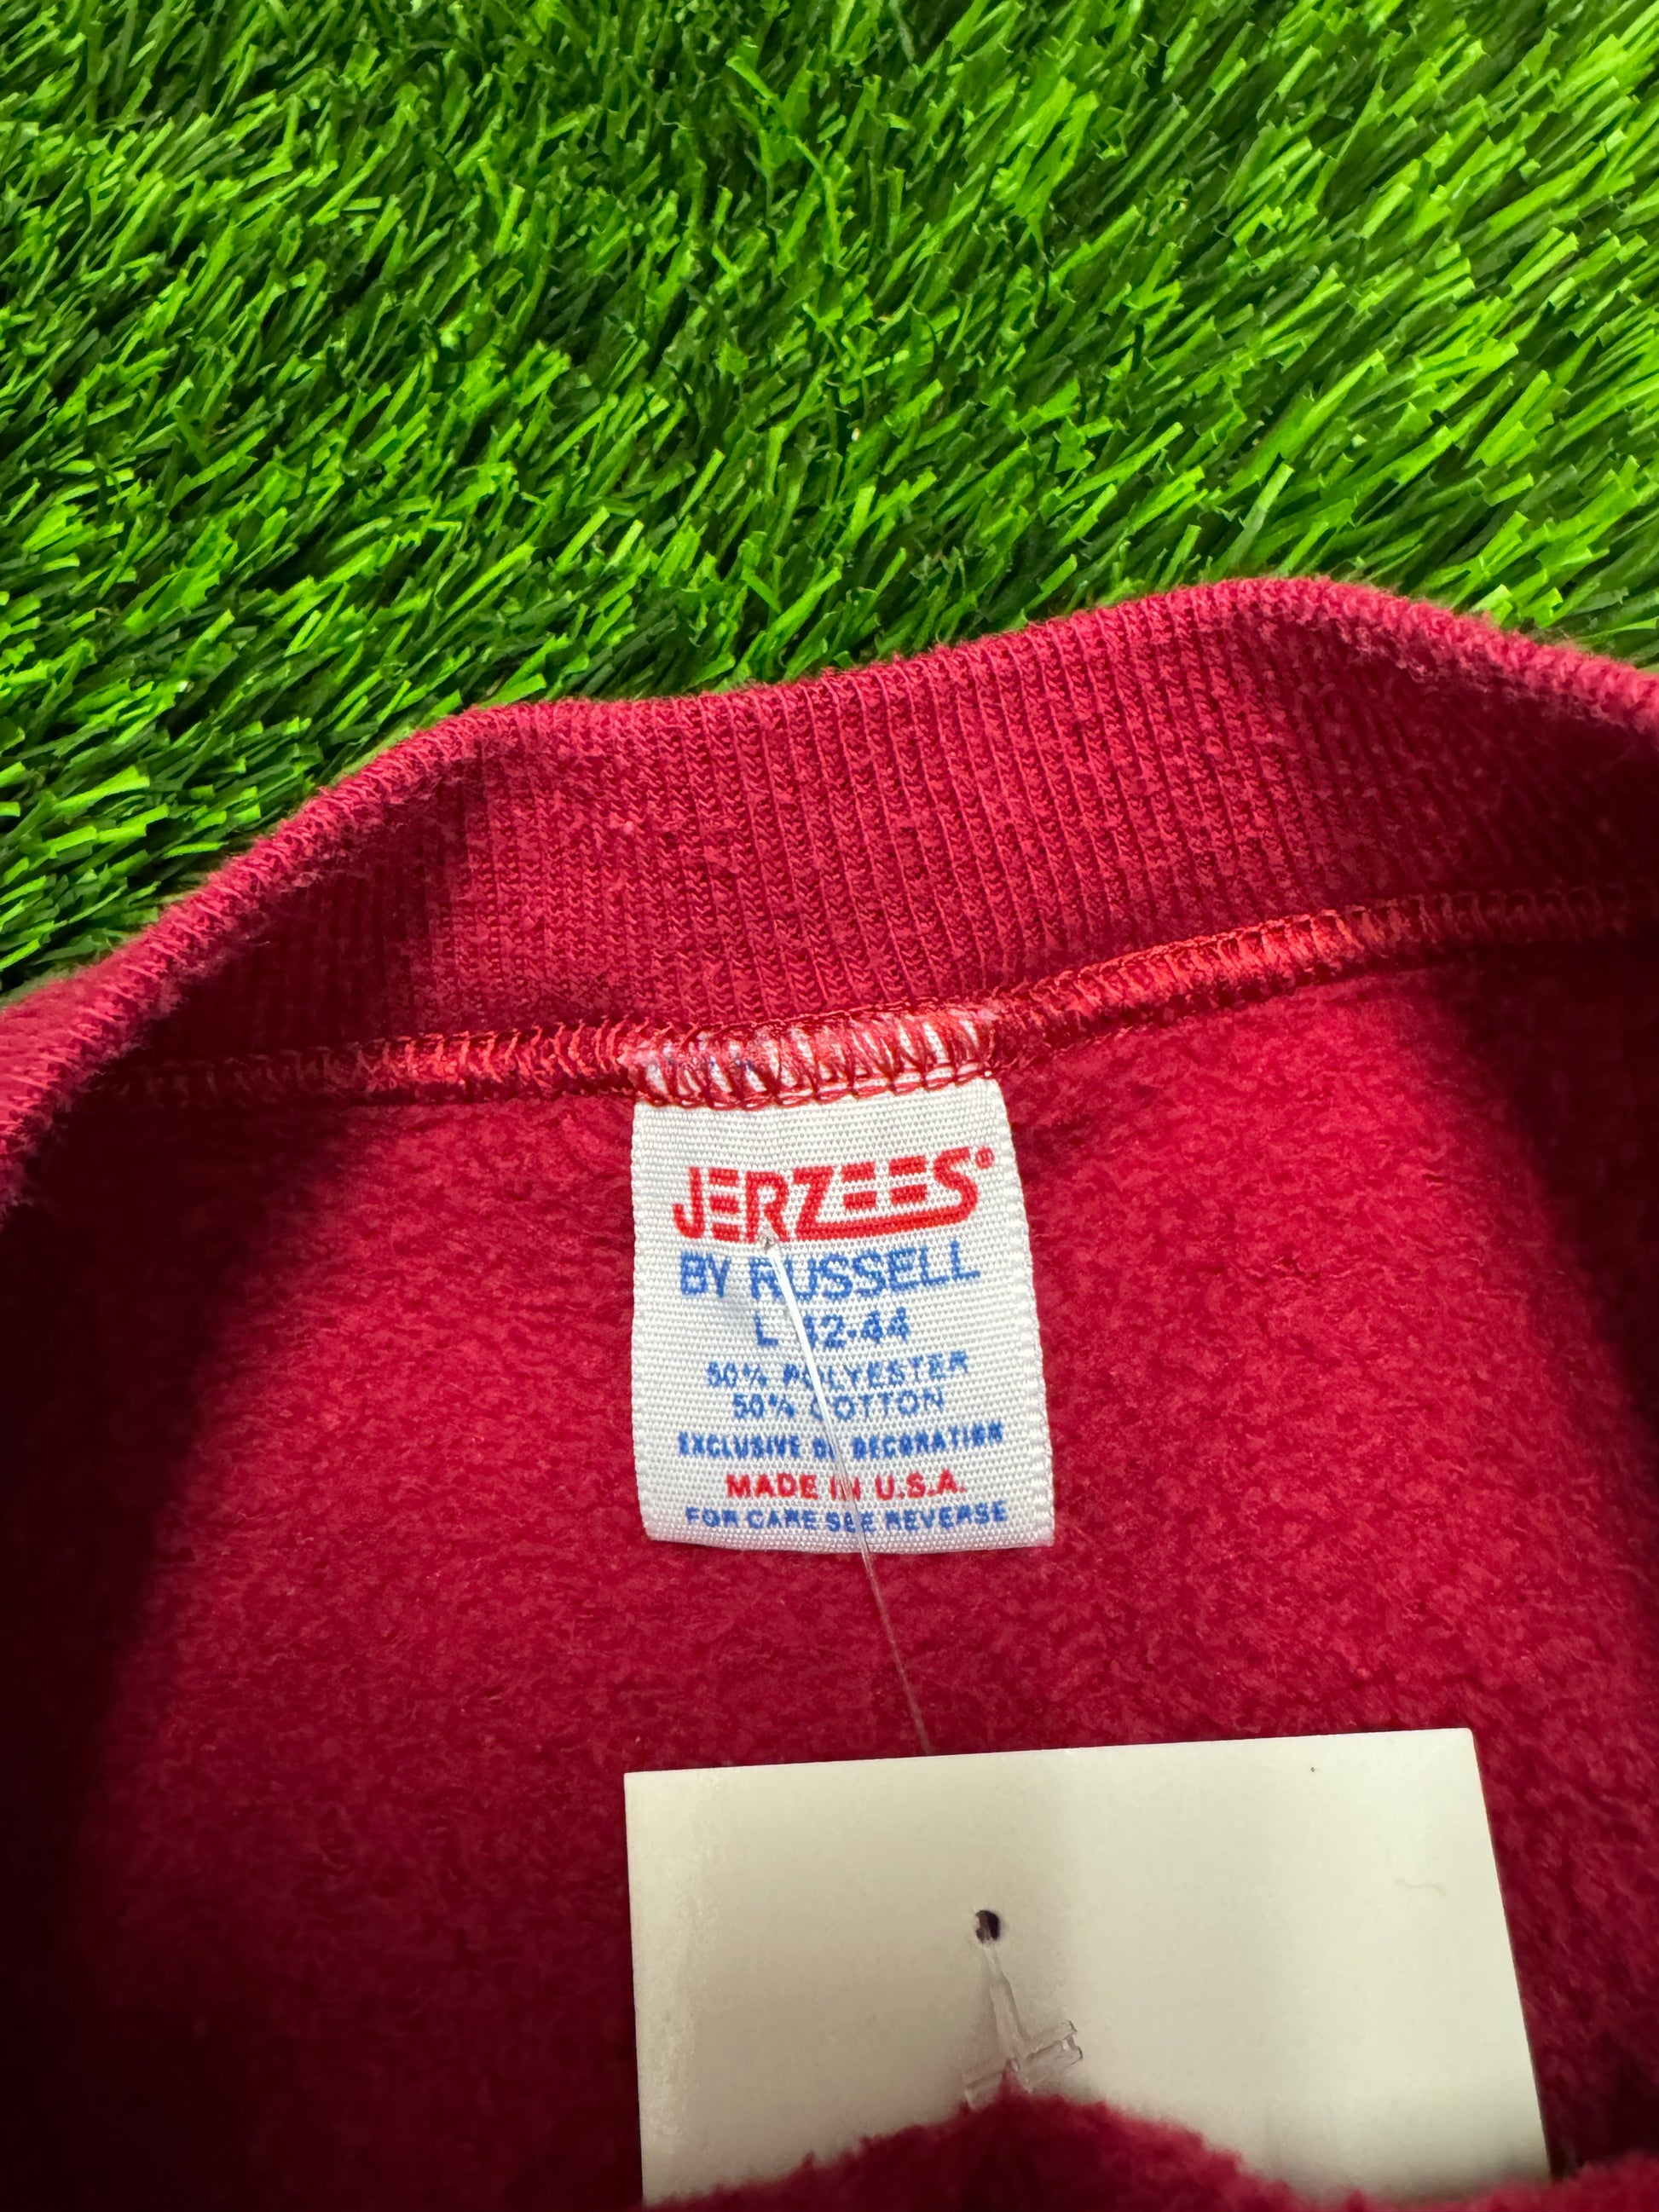 JERZEES®
BY RUSSELL
L 42-44
50% POLYESTER
50% COTTON
EXCLUSIVE OF DECORATION
MADE IN U.S.A.
FOR CARE SEE REVERSE